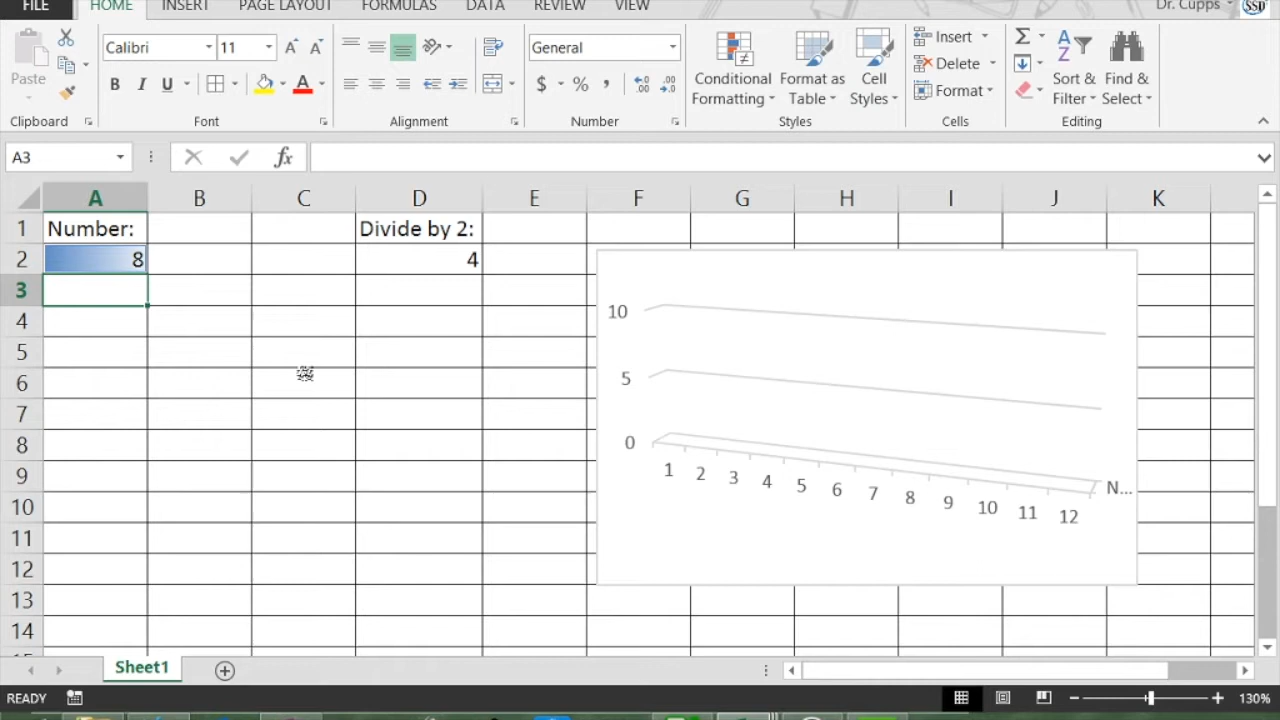 FILE HOME INSERT PAGE LAYOUT FORMULAS DATA REVIEW VIEW Dr. Cupps
Paste Calibri 11 General Conditional Formatting Format as Table Cell Styles Insert Delete Format Sort & Filter Find & Select
B I U A $ % ,
Clipboard Font Alignment Number Styles Cells Editing
A3 fx
A B C D E F G H I J K
1 Number: Divide by 2:
2 8 4
3
4
5
6
7
8
9
10
11
12
13
14
10
5
0
1 2 3 4 5 6 7 8 9 10 11 12 N...
Sheet1
READY 130%